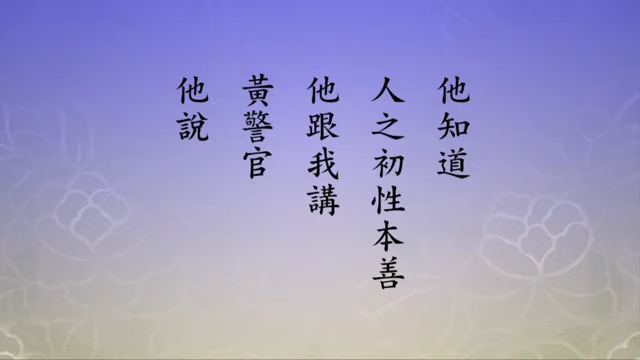 他知道
人之初性本善
他跟我講
黃警官
他說